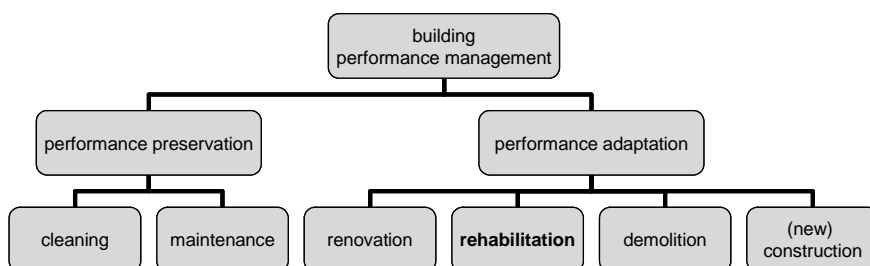 building
performance management
performance preservation
performance adaptation
cleaning
maintenance
renovation
rehabilitation
demolition
(new)
construction